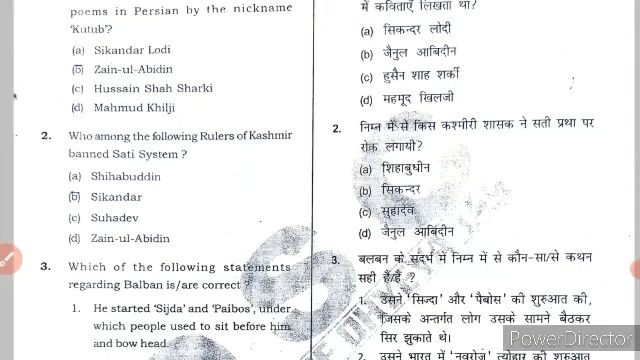 poems in Persian by the nickname
'Kutub'?
(a) Sikandar Lodi
(b) Zain-ul-Abidin
(c) Hussain Shah Sharki
(d) Mahmud Khilji
2. Who among the following Rulers of Kashmir
banned Sati System ?
(a) Shihabuddin
(b) Sikandar
(c) Suhadev
(d) Zain-ul-Abidin
3. Which of the following statements
regarding Balban is/are correct ?
1. He started 'Sijda' and 'Paibos', under
which people used to sit before him
and bow head.
में कविताएँ लिखता था?
(a) सिकन्दर लोदी
(b) जैनुल आबिदीन
(c) हुसैन शाह शर्की
(d) महमूद खिलजी
2. निम्न में से किस कश्मीरी शासक ने सती प्रथा पर
रोक लगायी?
(a) शिहाबुधीन
(b) सिकन्दर
(c) सुहादेव
(d) जैनुल आबिदीन
3. बलबन के संदर्भ में निम्न में से कौन-सा/से कथन
सही हैं/है ?
1. उसने 'सिज्दा' और 'पैबोस' की शुरुआत की,
जिसके अन्तर्गत लोग उसके सामने बैठकर
सिर झुकाते थे।
2. उसने भारत में 'नवरोज' त्योहार की शुरुआत
PowerDirector